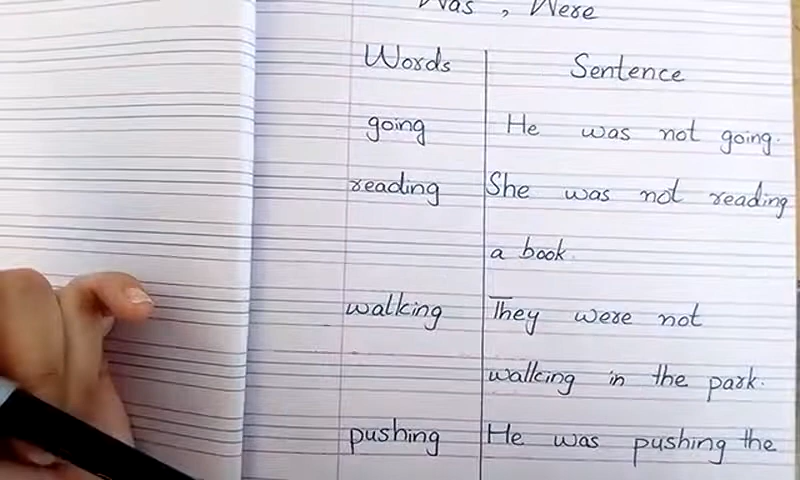 Was , Were
Words Sentence
going He was not going.
reading She was not reading
a book.
walking They were not
walking in the park.
pushing He was pushing the